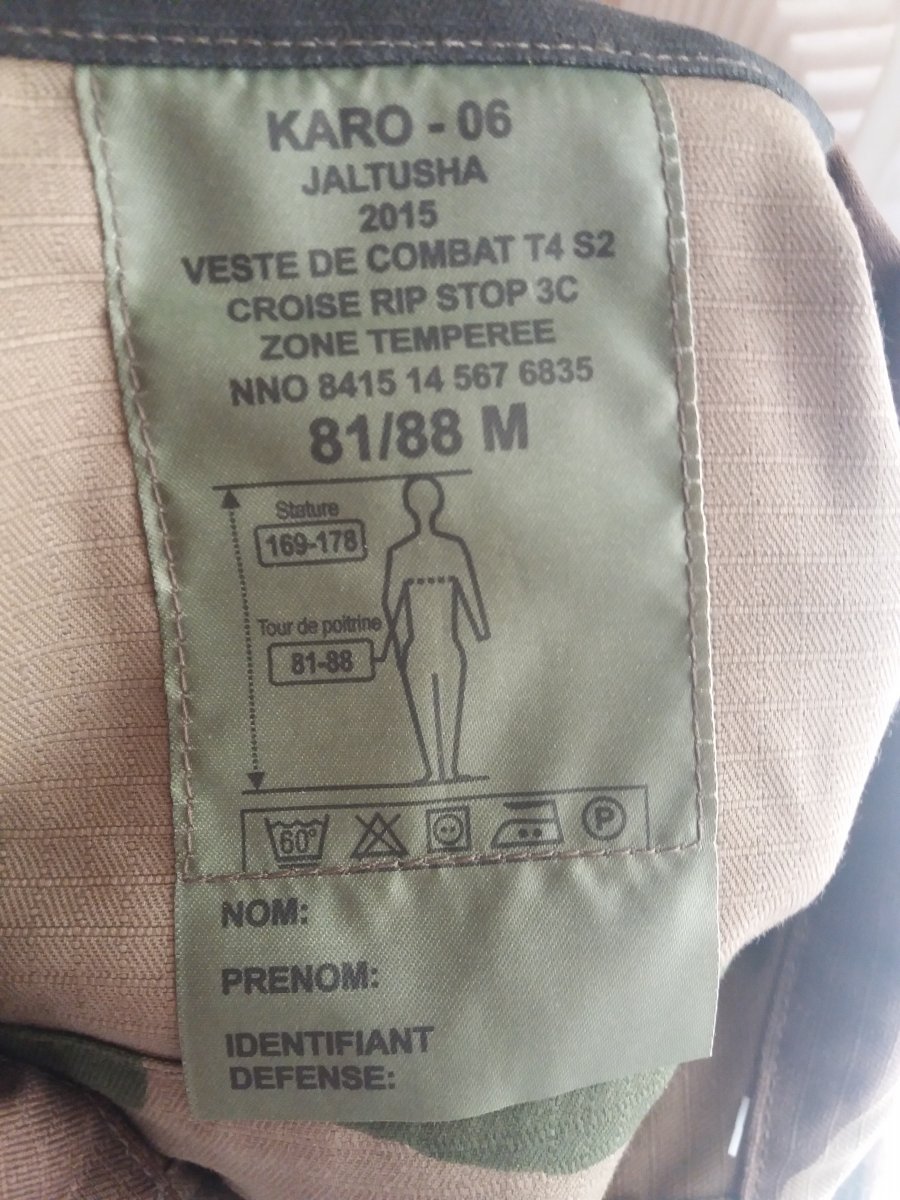 KARO - 06
JALTUSHA
2015
VESTE DE COMBAT T4 S2
CROISE RIP STOP 3C
ZONE TEMPEREE
NNO 8415 14 567 6835
81/88 M
Stature
169-178
Tour de poitrine
81-88
60°
P
NOM:
PRENOM:
IDENTIFIANT
DEFENSE: